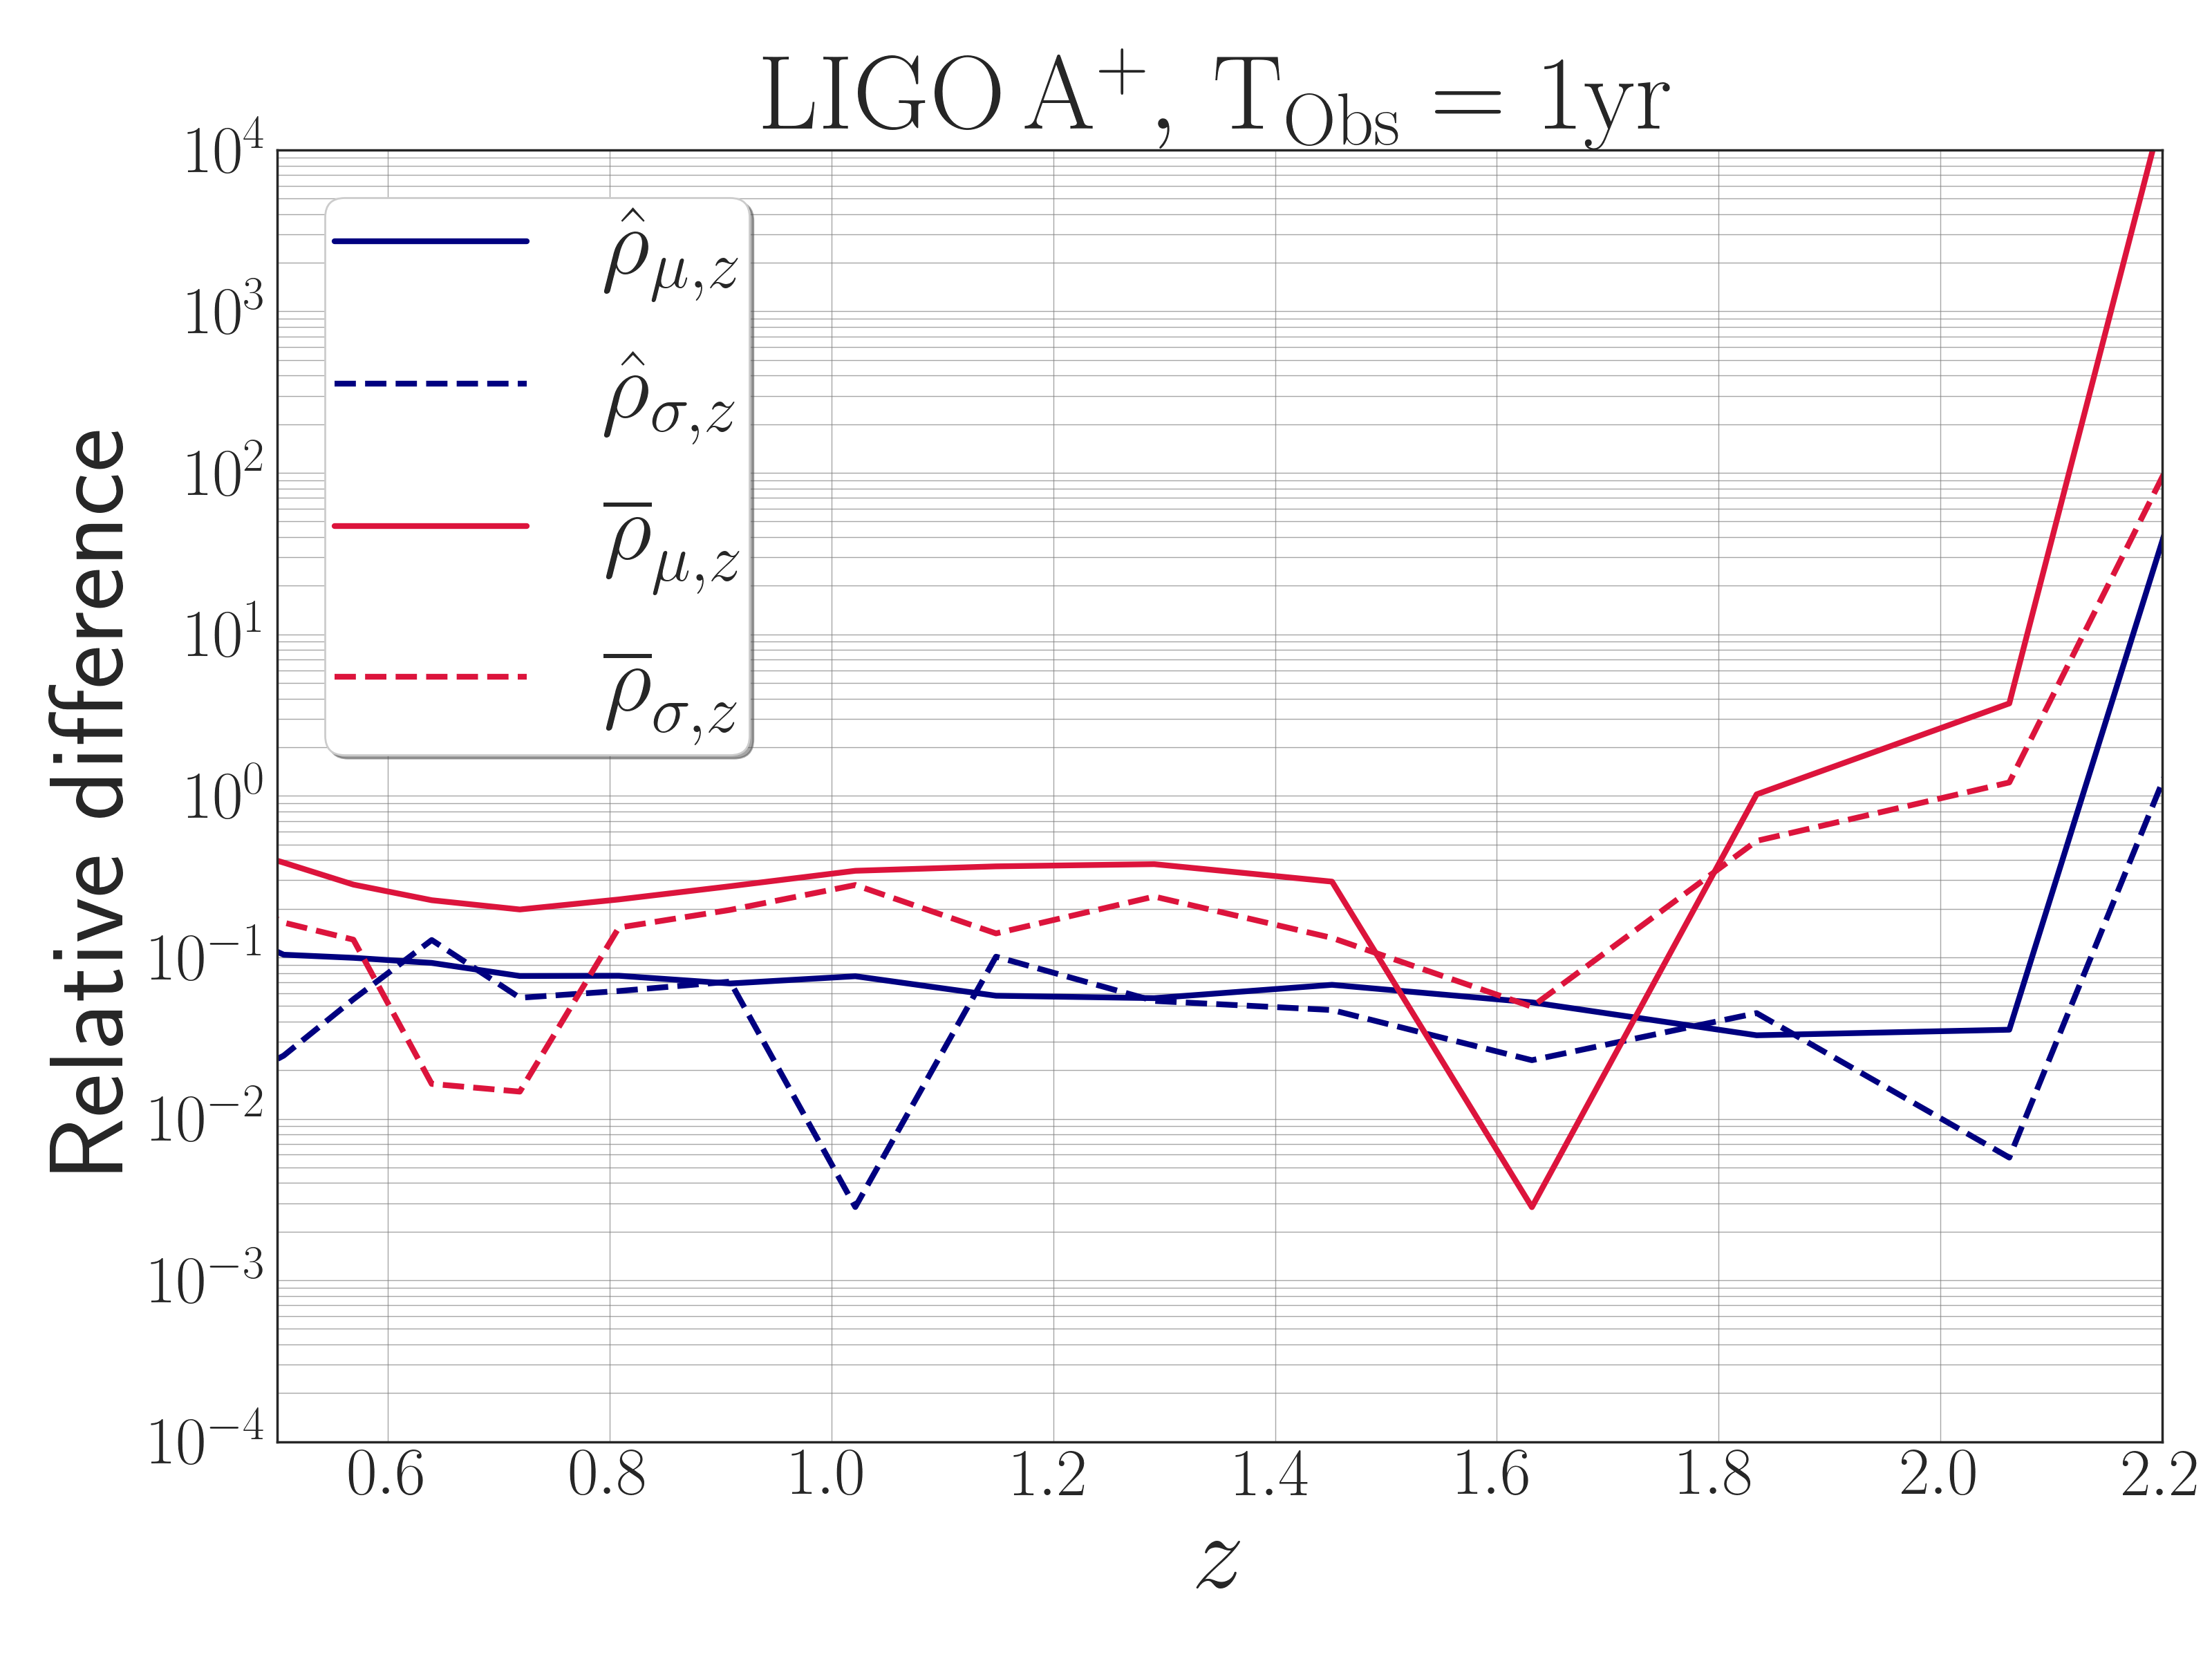 LIGO A⁺, T_Obs = 1yr
10⁴
10³
10²
10¹
10⁰
10⁻¹
10⁻²
10⁻³
10⁻⁴
Relative difference
ρ̂_μ,z
ρ̂_σ,z
ρ̅_μ,z
ρ̅_σ,z
0.6 0.8 1.0 1.2 1.4 1.6 1.8 2.0 2.2
z